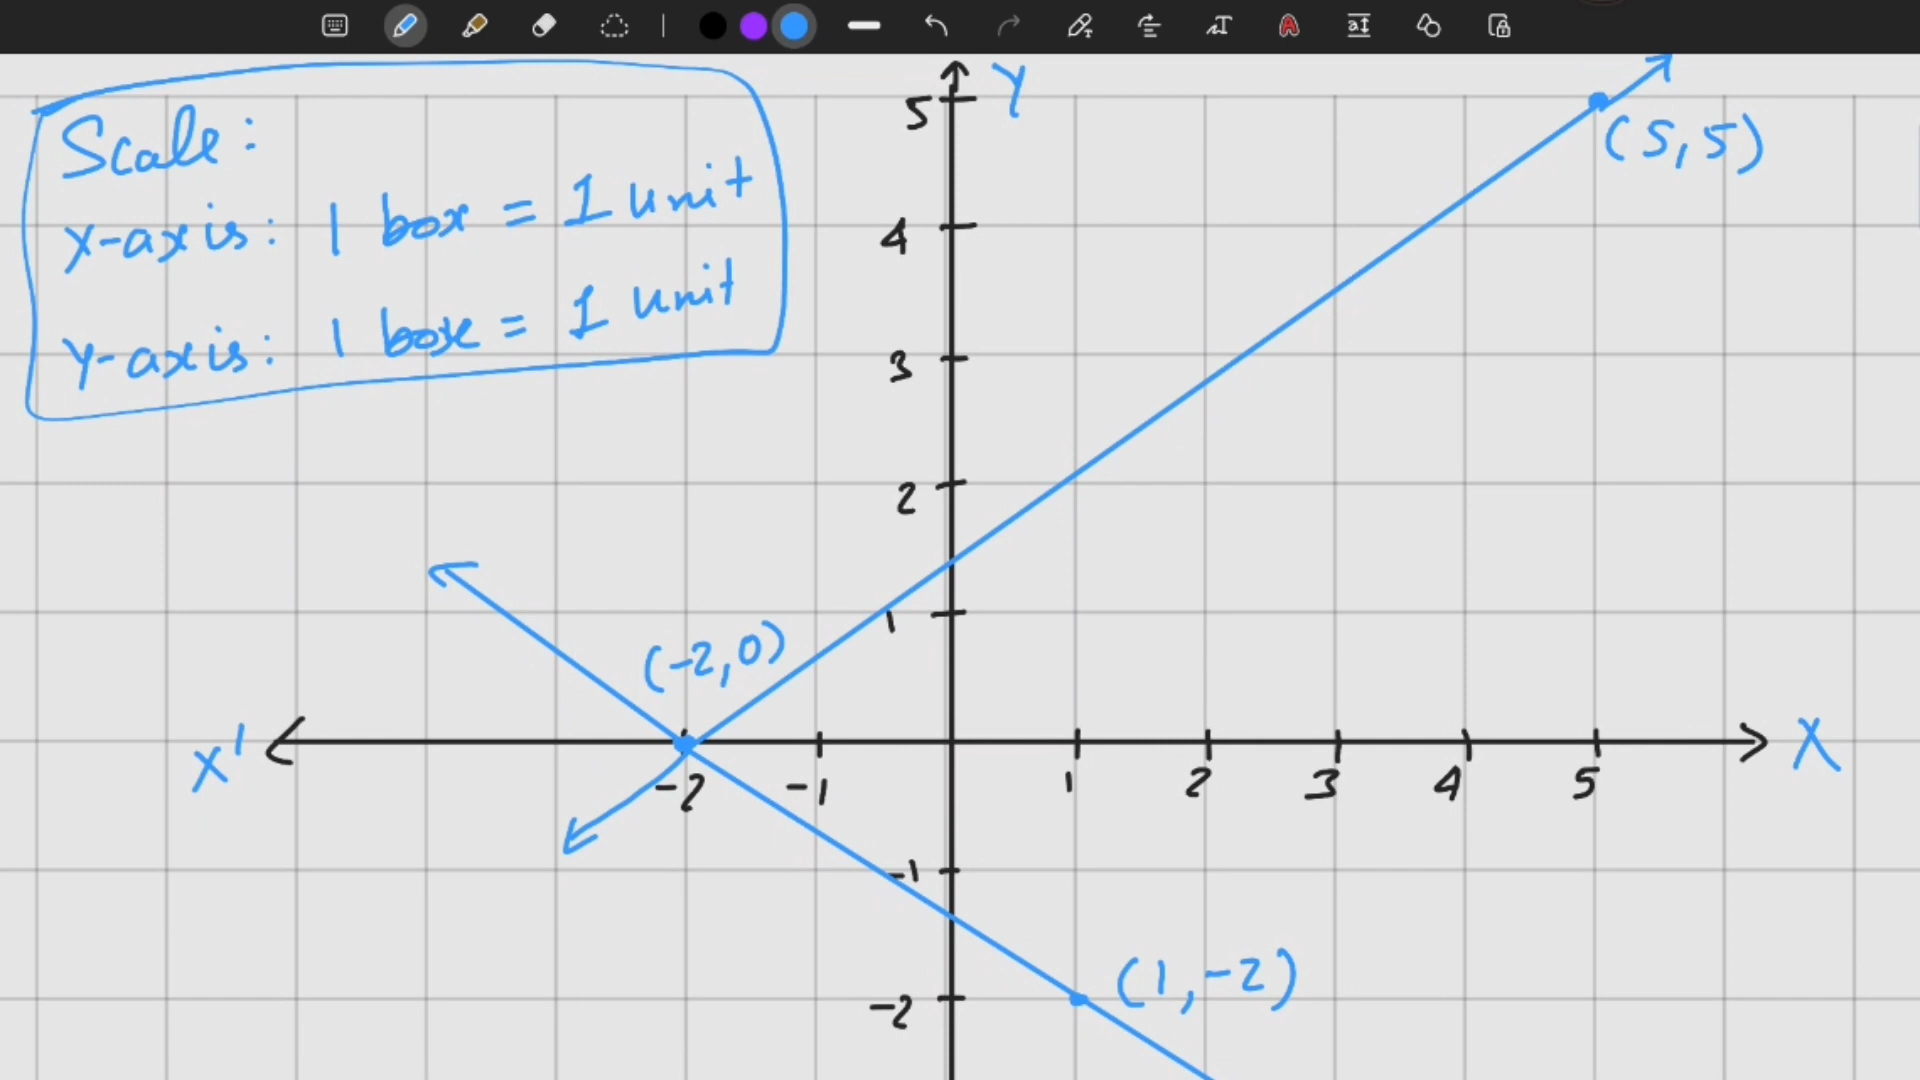 Scale:
X-axis: 1 box = 1 unit
Y-axis: 1 box = 1 unit
Y
5
(5,5)
4
3
2
1
(-2,0)
X'
X
-2 -1 1 2 3 4 5
-1
(1,-2)
-2